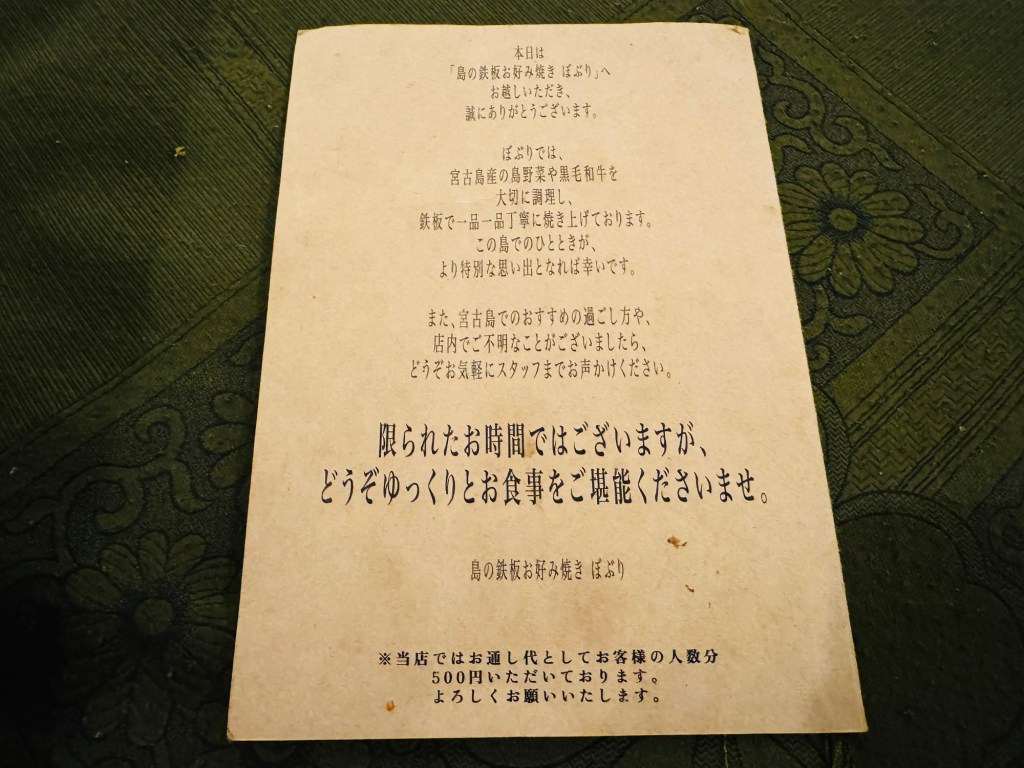 本日は
「島の鉄板お好み焼き ぼぶり」へ
お越しいただき、
誠にありがとうございます。
ぼぶりでは、
宮古島産の島野菜や黒毛和牛を
大切に調理し、
鉄板で一品一品丁寧に焼き上げております。
この島でのひとときが、
より特別な思い出となれば幸いです。
また、宮古島でのおすすめの過ごし方や、
店内でご不明なことがございましたら、
どうぞお気軽にスタッフまでお声かけください。
限られたお時間ではございますが、
どうぞゆっくりとお食事をご堪能くださいませ。
島の鉄板お好み焼き ぼぶり
※当店ではお通し代としてお客様の人数分
500円いただいております。
よろしくお願いいたします。